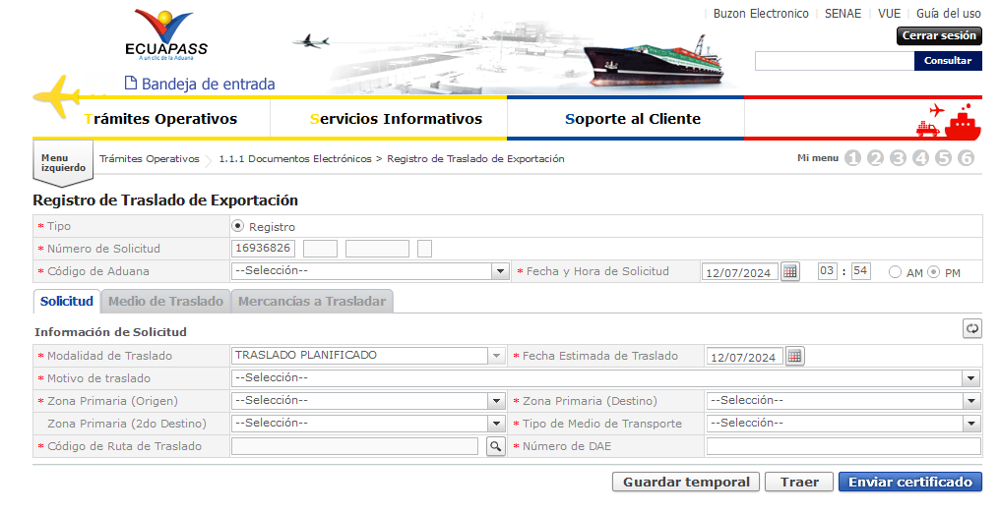 Buzon Electronico | SENAE | VUE | Guía del uso
Cerrar sesión
ECUAPASS
A un clic de la Aduana
Consultar
Bandeja de entrada
Trámites Operativos
Servicios Informativos
Soporte al Cliente
Menu izquierdo
Trámites Operativos > 1.1.1 Documentos Electrónicos > Registro de Traslado de Exportación
Mi menu 1 2 3 4 5 6
Registro de Traslado de Exportación
* Tipo Registro
* Número de Solicitud 16936826
* Código de Aduana --Selección-- * Fecha y Hora de Solicitud 12/07/2024 03 : 54 AM PM
Solicitud Medio de Traslado Mercancías a Trasladar
Información de Solicitud
* Modalidad de Traslado TRASLADO PLANIFICADO * Fecha Estimada de Traslado 12/07/2024
* Motivo de traslado --Selección--
* Zona Primaria (Origen) --Selección-- * Zona Primaria (Destino) --Selección--
Zona Primaria (2do Destino) --Selección-- * Tipo de Medio de Transporte --Selección--
* Código de Ruta de Traslado * Número de DAE
Guardar temporal Traer Enviar certificado